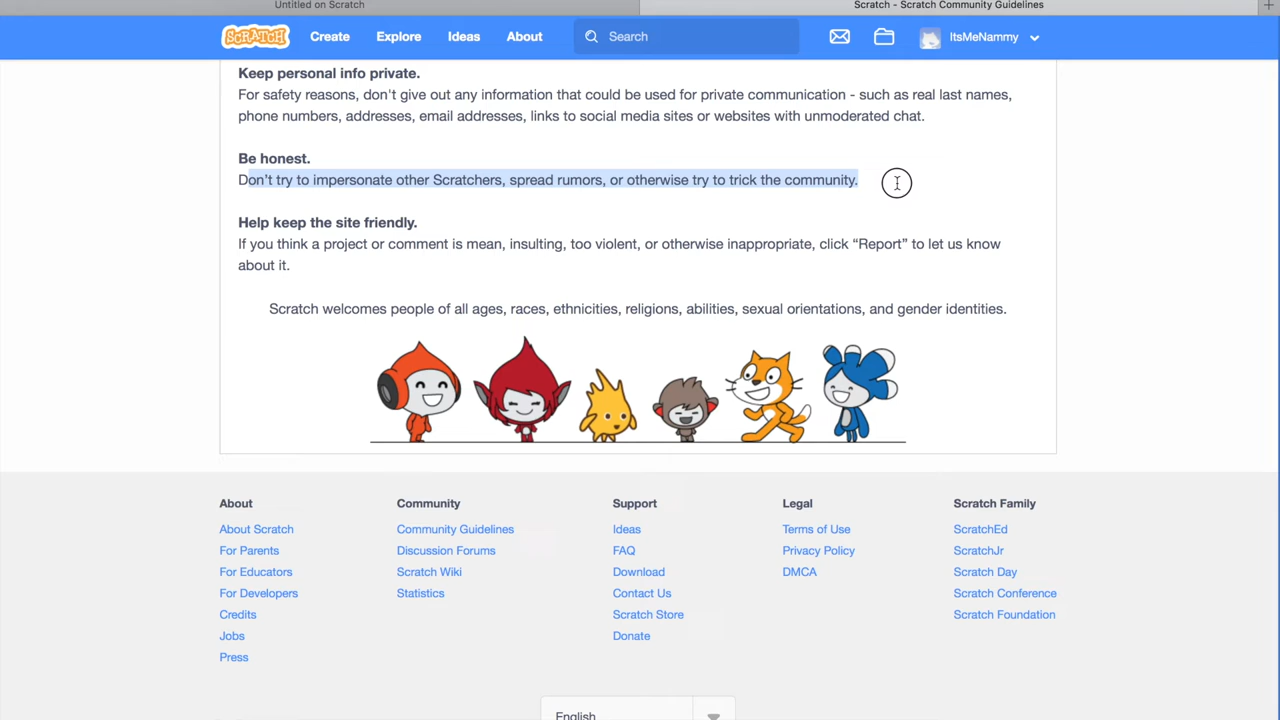 Untitled on Scratch
Scratch - Scratch Community Guidelines
SCRATCH Create Explore Ideas About Search ItsMeNammy
Keep personal info private.
For safety reasons, don't give out any information that could be used for private communication - such as real last names,
phone numbers, addresses, email addresses, links to social media sites or websites with unmoderated chat.
Be honest.
Don’t try to impersonate other Scratchers, spread rumors, or otherwise try to trick the community.
Help keep the site friendly.
If you think a project or comment is mean, insulting, too violent, or otherwise inappropriate, click “Report” to let us know
about it.
Scratch welcomes people of all ages, races, ethnicities, religions, abilities, sexual orientations, and gender identities.
About
About Scratch
For Parents
For Educators
For Developers
Credits
Jobs
Press
Community
Community Guidelines
Discussion Forums
Scratch Wiki
Statistics
Support
Ideas
FAQ
Download
Contact Us
Scratch Store
Donate
Legal
Terms of Use
Privacy Policy
DMCA
Scratch Family
ScratchEd
ScratchJr
Scratch Day
Scratch Conference
Scratch Foundation
English